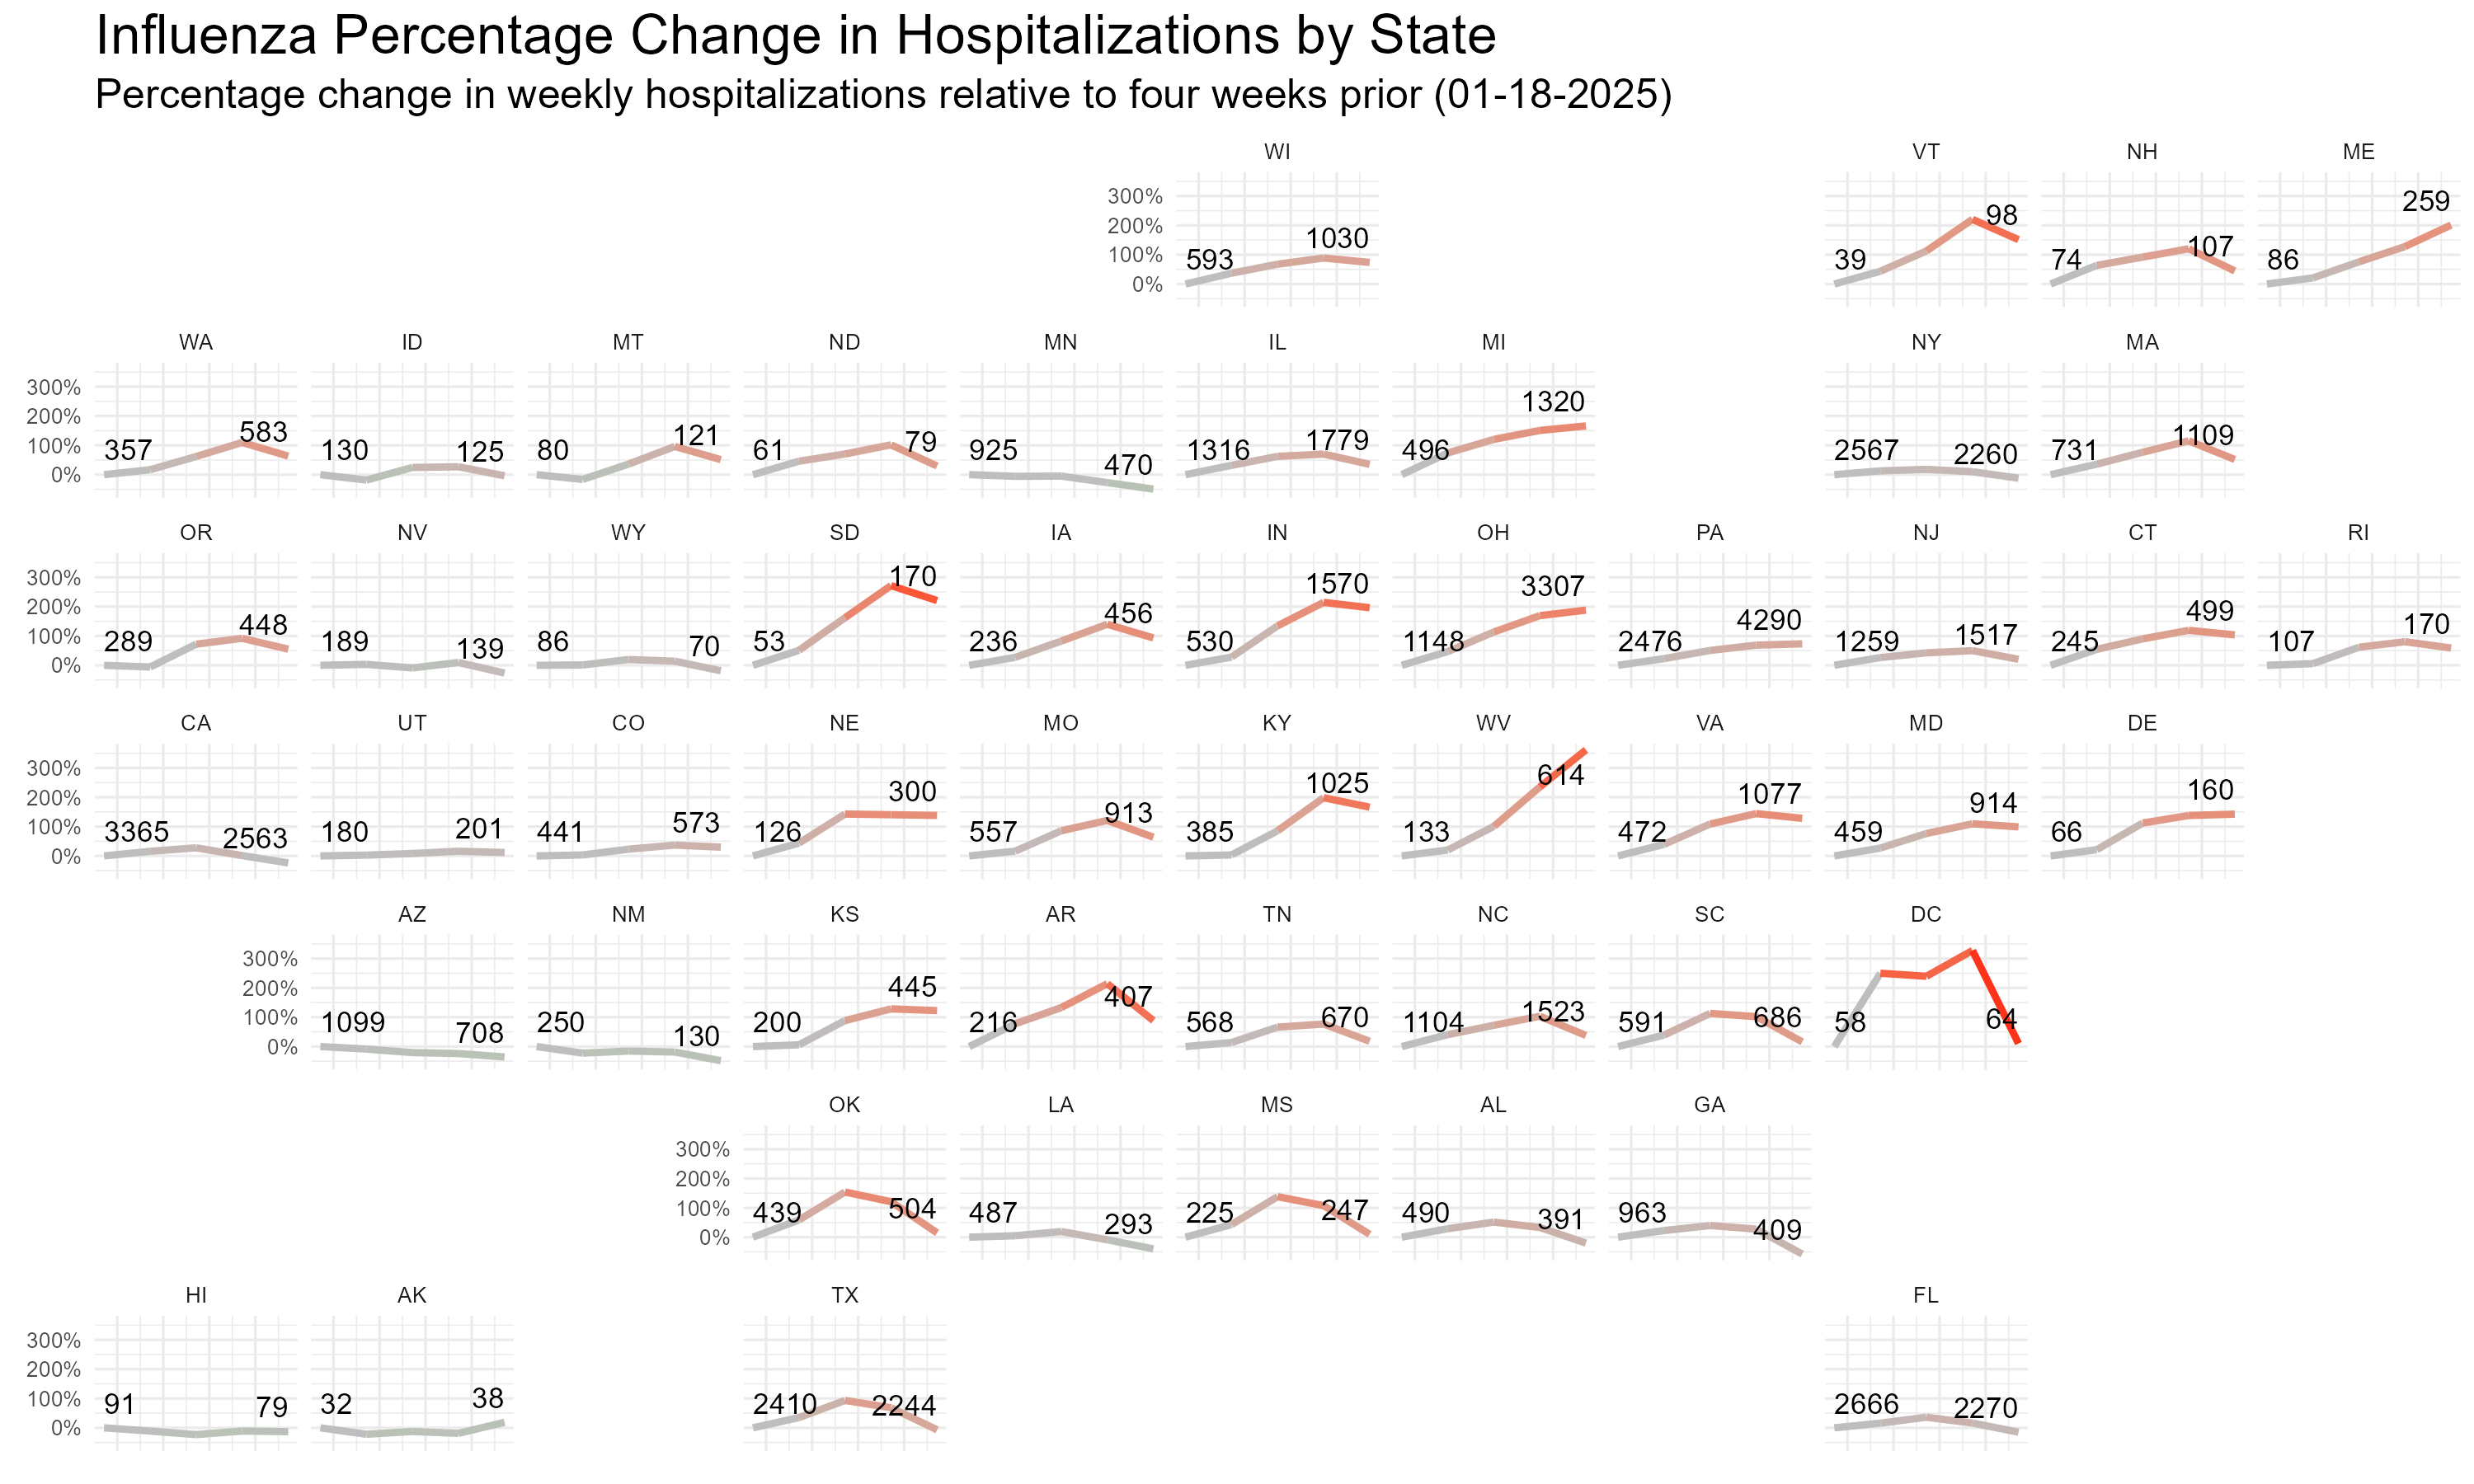 Influenza Percentage Change in Hospitalizations by State
Percentage change in weekly hospitalizations relative to four weeks prior (01-18-2025)
WI
VT
NH
ME
300%
200%
100%
0%
593
1030
39
98
74
107
86
259
WA
ID
MT
ND
MN
IL
MI
NY
MA
300%
200%
100%
0%
357
583
130
125
80
121
61
79
925
470
1316
1779
496
1320
2567
2260
731
1109
OR
NV
WY
SD
IA
IN
OH
PA
NJ
CT
RI
300%
200%
100%
0%
289
448
189
139
86
70
53
170
236
456
530
1570
1148
3307
2476
4290
1259
1517
245
499
107
170
CA
UT
CO
NE
MO
KY
WV
VA
MD
DE
300%
200%
100%
0%
3365
2563
180
201
441
573
126
300
557
913
385
1025
133
614
472
1077
459
914
66
160
AZ
NM
KS
AR
TN
NC
SC
DC
300%
200%
100%
0%
1099
708
250
130
200
445
216
407
568
670
1104
1523
591
686
58
64
OK
LA
MS
AL
GA
300%
200%
100%
0%
439
504
487
293
225
247
490
391
963
409
HI
AK
TX
FL
300%
200%
100%
0%
91
79
32
38
2410
2244
2666
2270